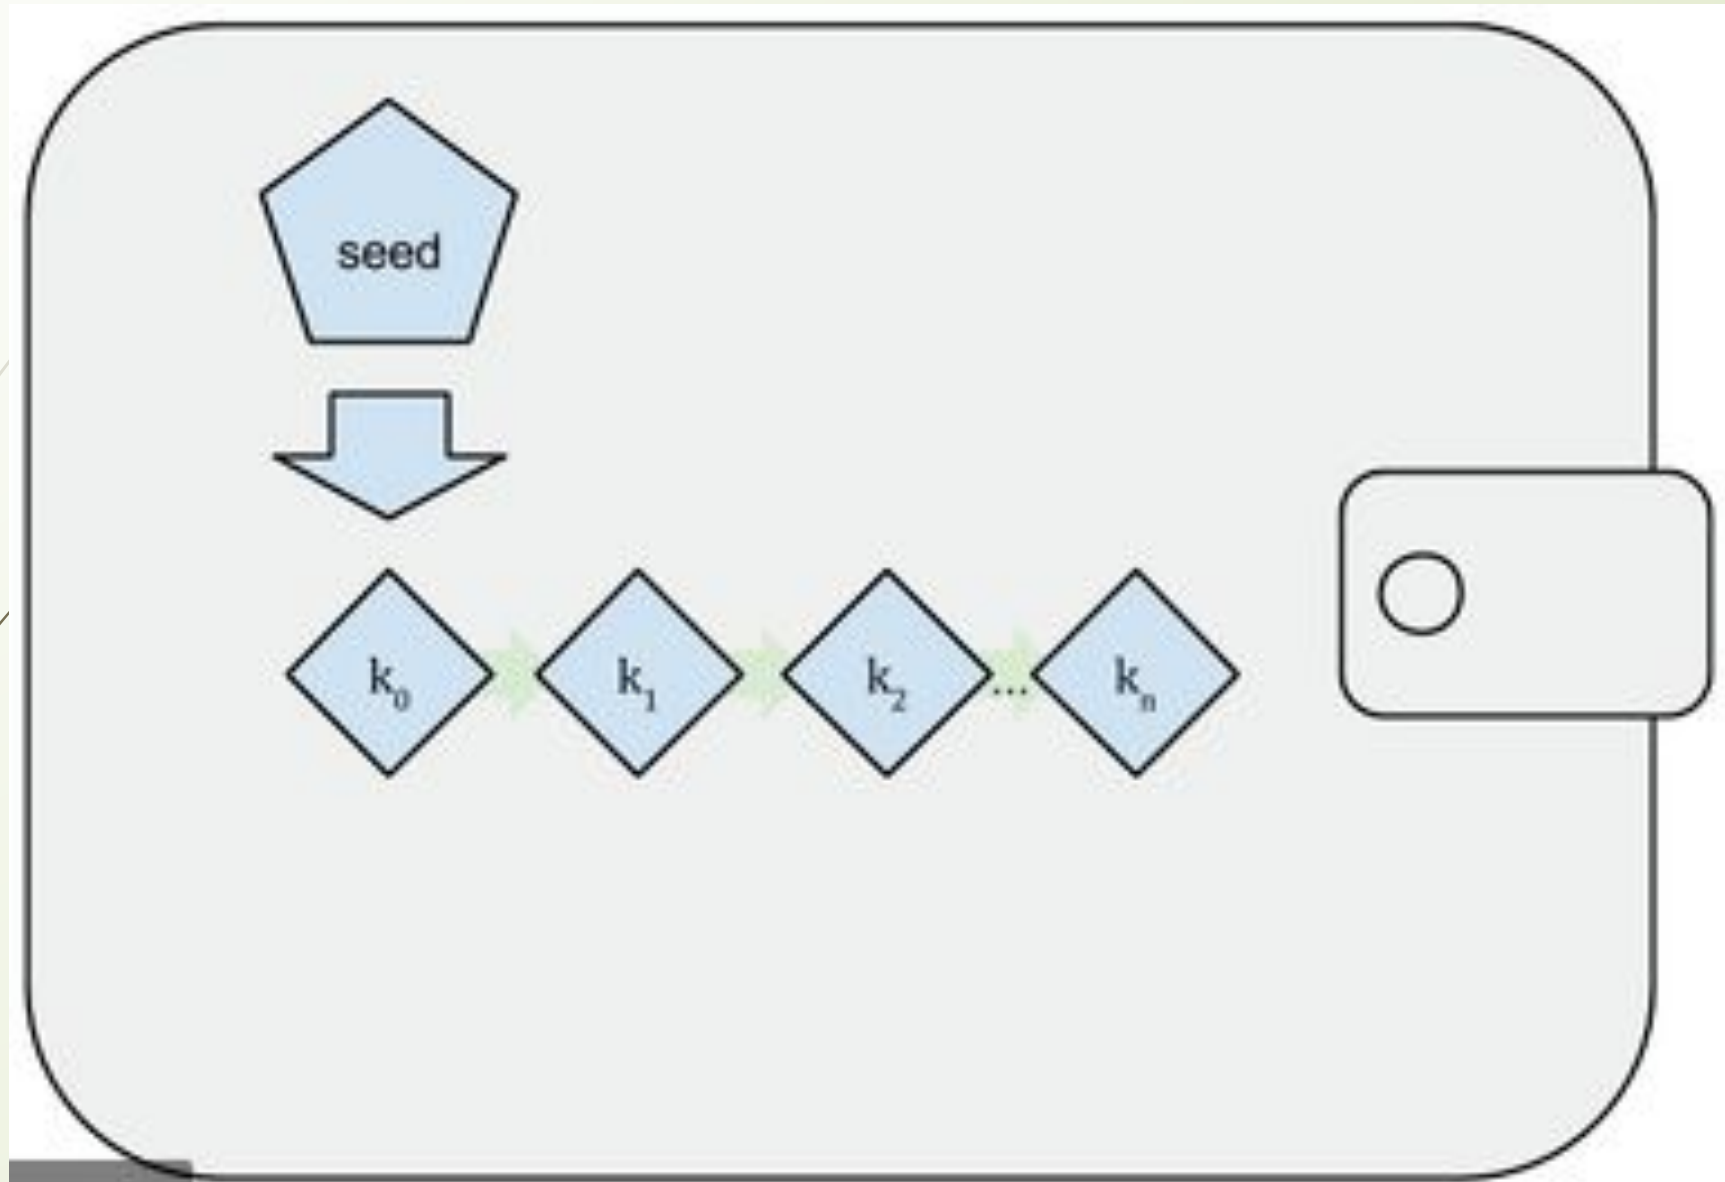 seed
k₀ k₁ k₂ ... kₙ